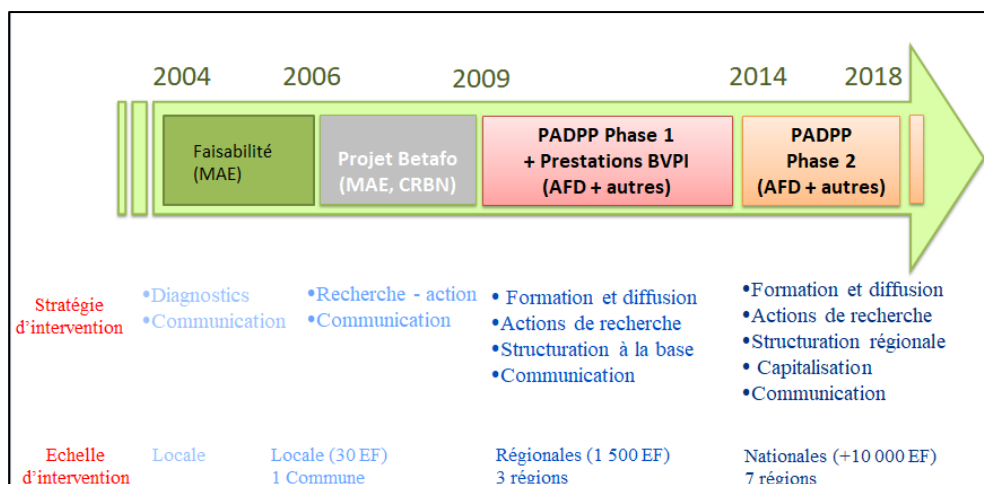 2004
2006
2009
2014
2018
Faisabilité
(MAE)
Projet Betafo
(MAE, CRBN)
PADPP Phase 1
+ Prestations BVPI
(AFD + autres)
PADPP
Phase 2
(AFD + autres)
Stratégie
d'intervention
•Diagnostics
•Communication
•Recherche - action
•Communication
• Formation et diffusion
•Actions de recherche
•Structuration à la base
•Communication
•Formation et diffusion
•Actions de recherche
•Structuration régionale
• Capitalisation
•Communication
Echelle
d'intervention
Locale
Locale (30 EF)
1 Commune
Régionales (1 500 EF)
3 régions
Nationales (+10 000 EF)
7 régions